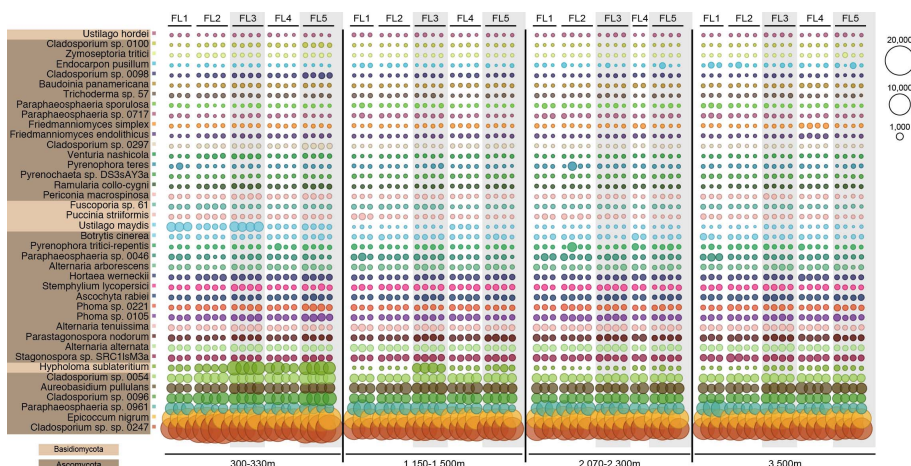 FL1 FL2 FL3 FL4 FL5 FL1 FL2 FL3 FL4 FL5 FL1 FL2 FL3 FL4 FL5 FL1 FL2 FL3 FL4 FL5
Ustilago hordei
Cladosporium sp. 0100
Zymoseptoria tritici
Endocarpon pusillum
Cladosporium sp. 0098
Baudoinia panamericana
Trichoderma sp. 57
Paraphaeosphaeria sporulosa
Paraphaeosphaeria sp. 0717
Friedmanniomyces simplex
Friedmanniomyces endolithicus
Cladosporium sp. 0297
Venturia nashicola
Pyrenophora teres
Pyrenochaeta sp. DS3sAY3a
Ramularia collo-cygni
Periconia macrospinosa
Fuscoporia sp. 61
Puccinia striiformis
Ustilago maydis
Botrytis cinerea
Pyrenophora tritici-repentis
Paraphaeosphaeria sp. 0046
Alternaria arborescens
Hortaea werneckii
Stemphylium lycopersici
Ascochyta rabiei
Phoma sp. 0221
Phoma sp. 0105
Alternaria tenuissima
Parastagonospora nodorum
Alternaria alternata
Stagonospora sp. SRC1lsM3a
Hypholoma sublateritium
Cladosporium sp. 0054
Aureobasidium pullulans
Cladosporium sp. 0096
Paraphaeosphaeria sp. 0961
Epicoccum nigrum
Cladosporium sp. sp. 0247
20,000
10,000
1,000
Basidiomycota
Ascomycota
300-330m 1,150-1,500m 2,070-2,300m 3,500m